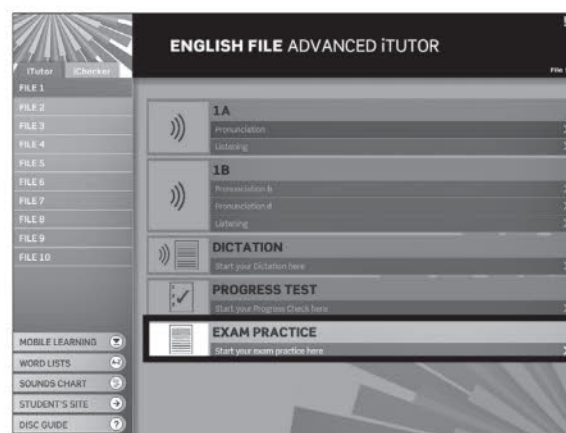 ENGLISH FILE ADVANCED iTUTOR
iTutor iChecker
File 1
FILE 1
FILE 2
FILE 3
FILE 4
FILE 5
FILE 6
FILE 7
FILE 8
FILE 9
FILE 10
1A
Pronunciation
Listening
1B
Pronunciation b
Pronunciation d
Listening
DICTATION
Start your Dictation here
PROGRESS TEST
Start your Progress Check here
EXAM PRACTICE
Start your exam practice here
MOBILE LEARNING
WORD LISTS A-Z
SOUNDS CHART
STUDENT'S SITE
DISC GUIDE ?